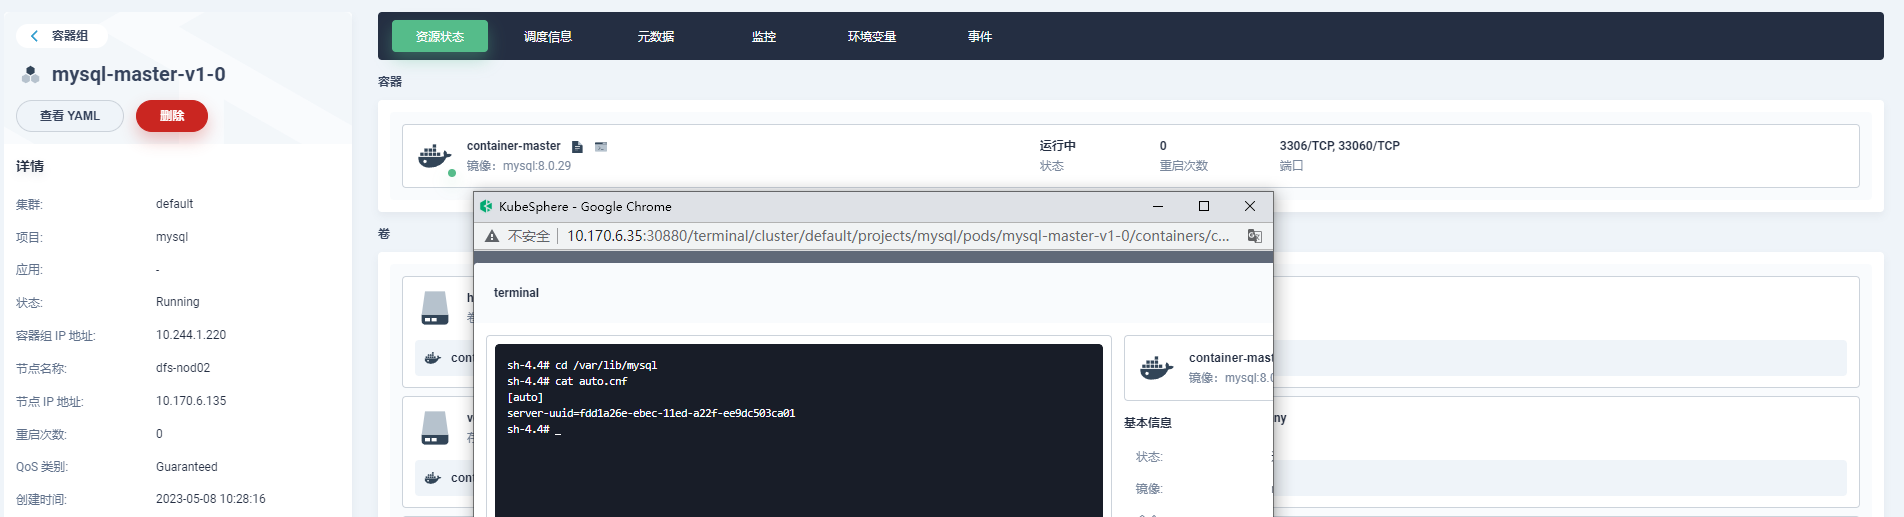 容器组
mysql-master-v1-0
查看 YAML
删除
详情
集群:
default
项目:
mysql
应用:
-
状态:
Running
容器组 IP 地址:
10.244.1.220
节点名称:
dfs-nod02
节点 IP 地址:
10.170.6.135
重启次数:
0
QoS 类别:
Guaranteed
创建时间:
2023-05-08 10:28:16
资源状态
调度信息
元数据
监控
环境变量
事件
容器
container-master
镜像：mysql:8.0.29
运行中
状态
0
重启次数
3306/TCP, 33060/TCP
端口
卷
KubeSphere - Google Chrome
不安全
10.170.6.35:30880/terminal/cluster/default/projects/mysql/pods/mysql-master-v1-0/containers/c...
terminal
sh-4.4# cd /var/lib/mysql
sh-4.4# cat auto.cnf
[auto]
server-uuid=fdd1a26e-ebec-11ed-a22f-ee9dc503ca01
sh-4.4# _
container-mast
镜像：mysql:8.0
基本信息
状态:
镜像:
cont
cont
ny